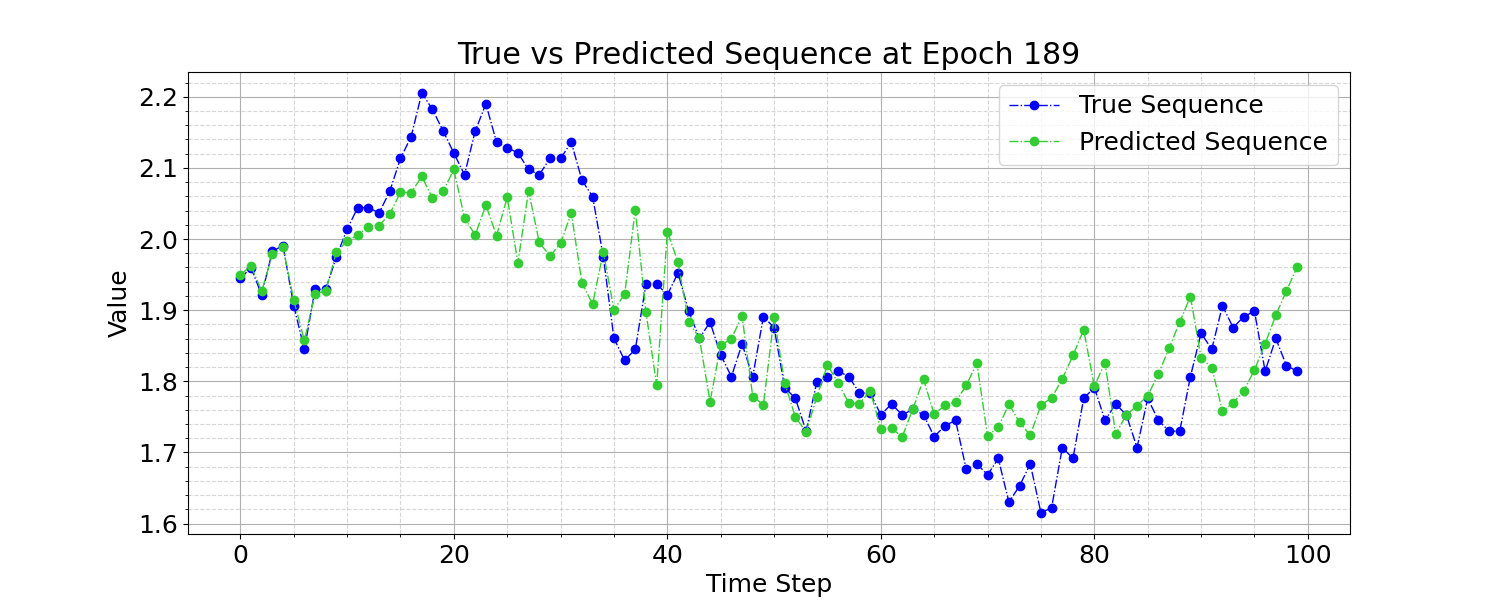 True vs Predicted Sequence at Epoch 189
True Sequence
Predicted Sequence
Value
2.2
2.1
2.0
1.9
1.8
1.7
1.6
0 20 40 60 80 100
Time Step